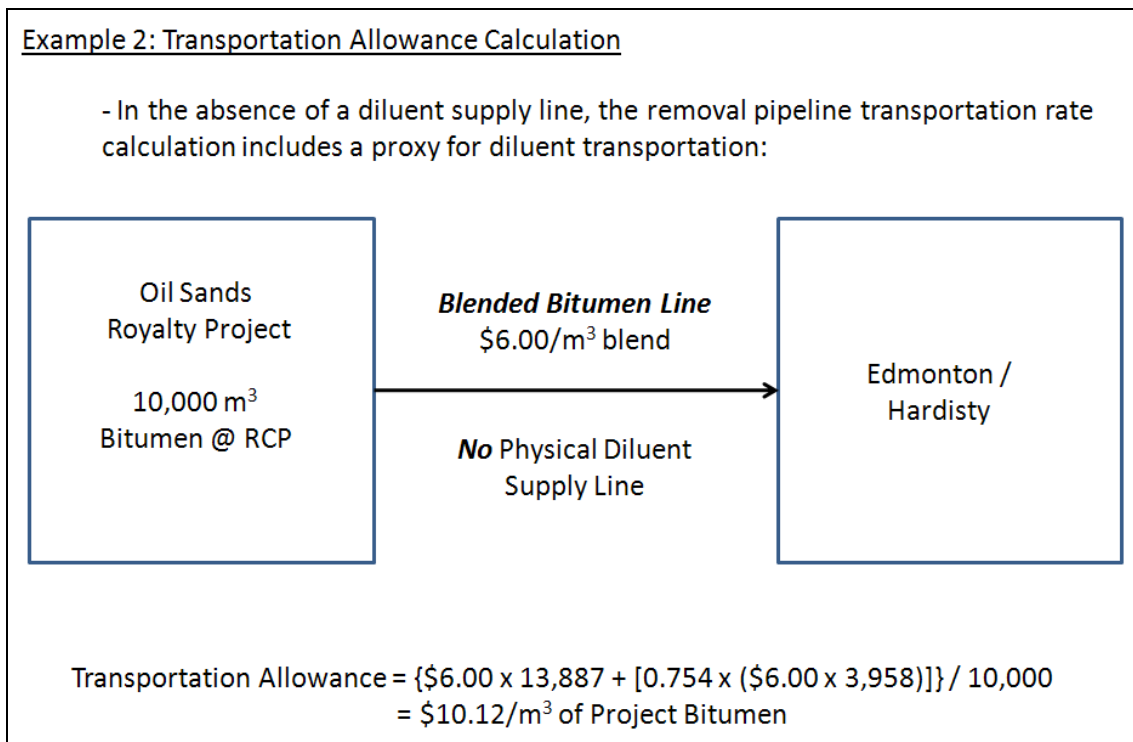 Example 2: Transportation Allowance Calculation
- In the absence of a diluent supply line, the removal pipeline transportation rate
calculation includes a proxy for diluent transportation:
Oil Sands
Royalty Project
10,000 m³
Bitumen @ RCP
Blended Bitumen Line
$6.00/m³ blend
No Physical Diluent
Supply Line
Edmonton /
Hardisty
Transportation Allowance = {$6.00 x 13,887 + [0.754 x ($6.00 x 3,958)]} / 10,000
= $10.12/m³ of Project Bitumen